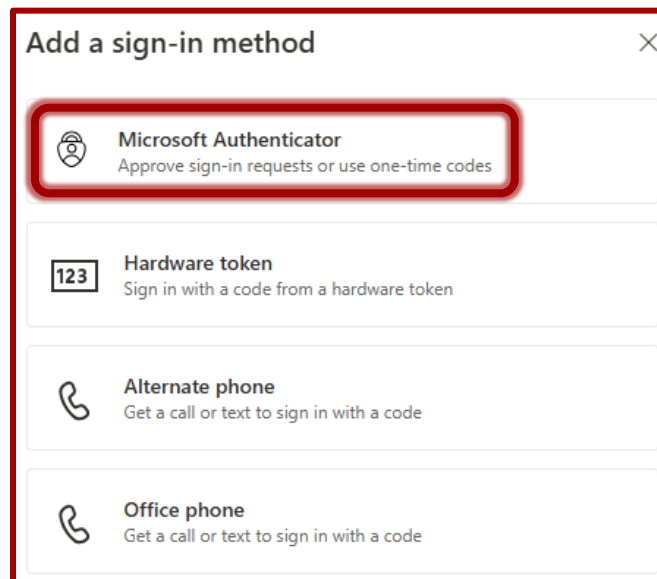 Add a sign-in method
Microsoft Authenticator
Approve sign-in requests or use one-time codes
123
Hardware token
Sign in with a code from a hardware token
Alternate phone
Get a call or text to sign in with a code
Office phone
Get a call or text to sign in with a code